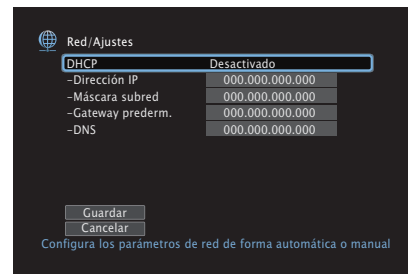 Red/Ajustes
DHCP Desactivado
–Dirección IP 000.000.000.000
–Máscara subred 000.000.000.000
–Gateway prederm. 000.000.000.000
–DNS 000.000.000.000
Guardar
Cancelar
Configura los parámetros de red de forma automática o manual